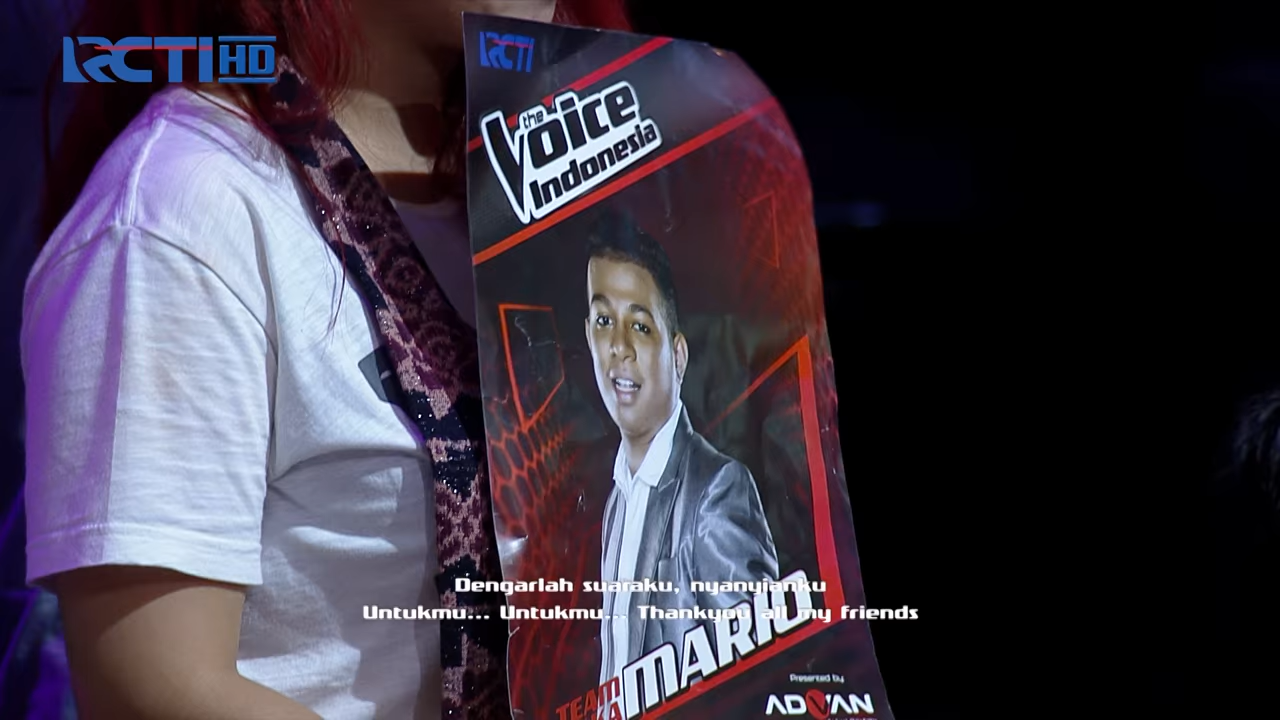 RCTI HD
RCTI
the
Voice
Indonesia
Dengarlah suaraku, nyanyianku
Untukmu... Untukmu... Thankyou all my friends
MARIO
TEAM
KA
Presented by
ADVAN